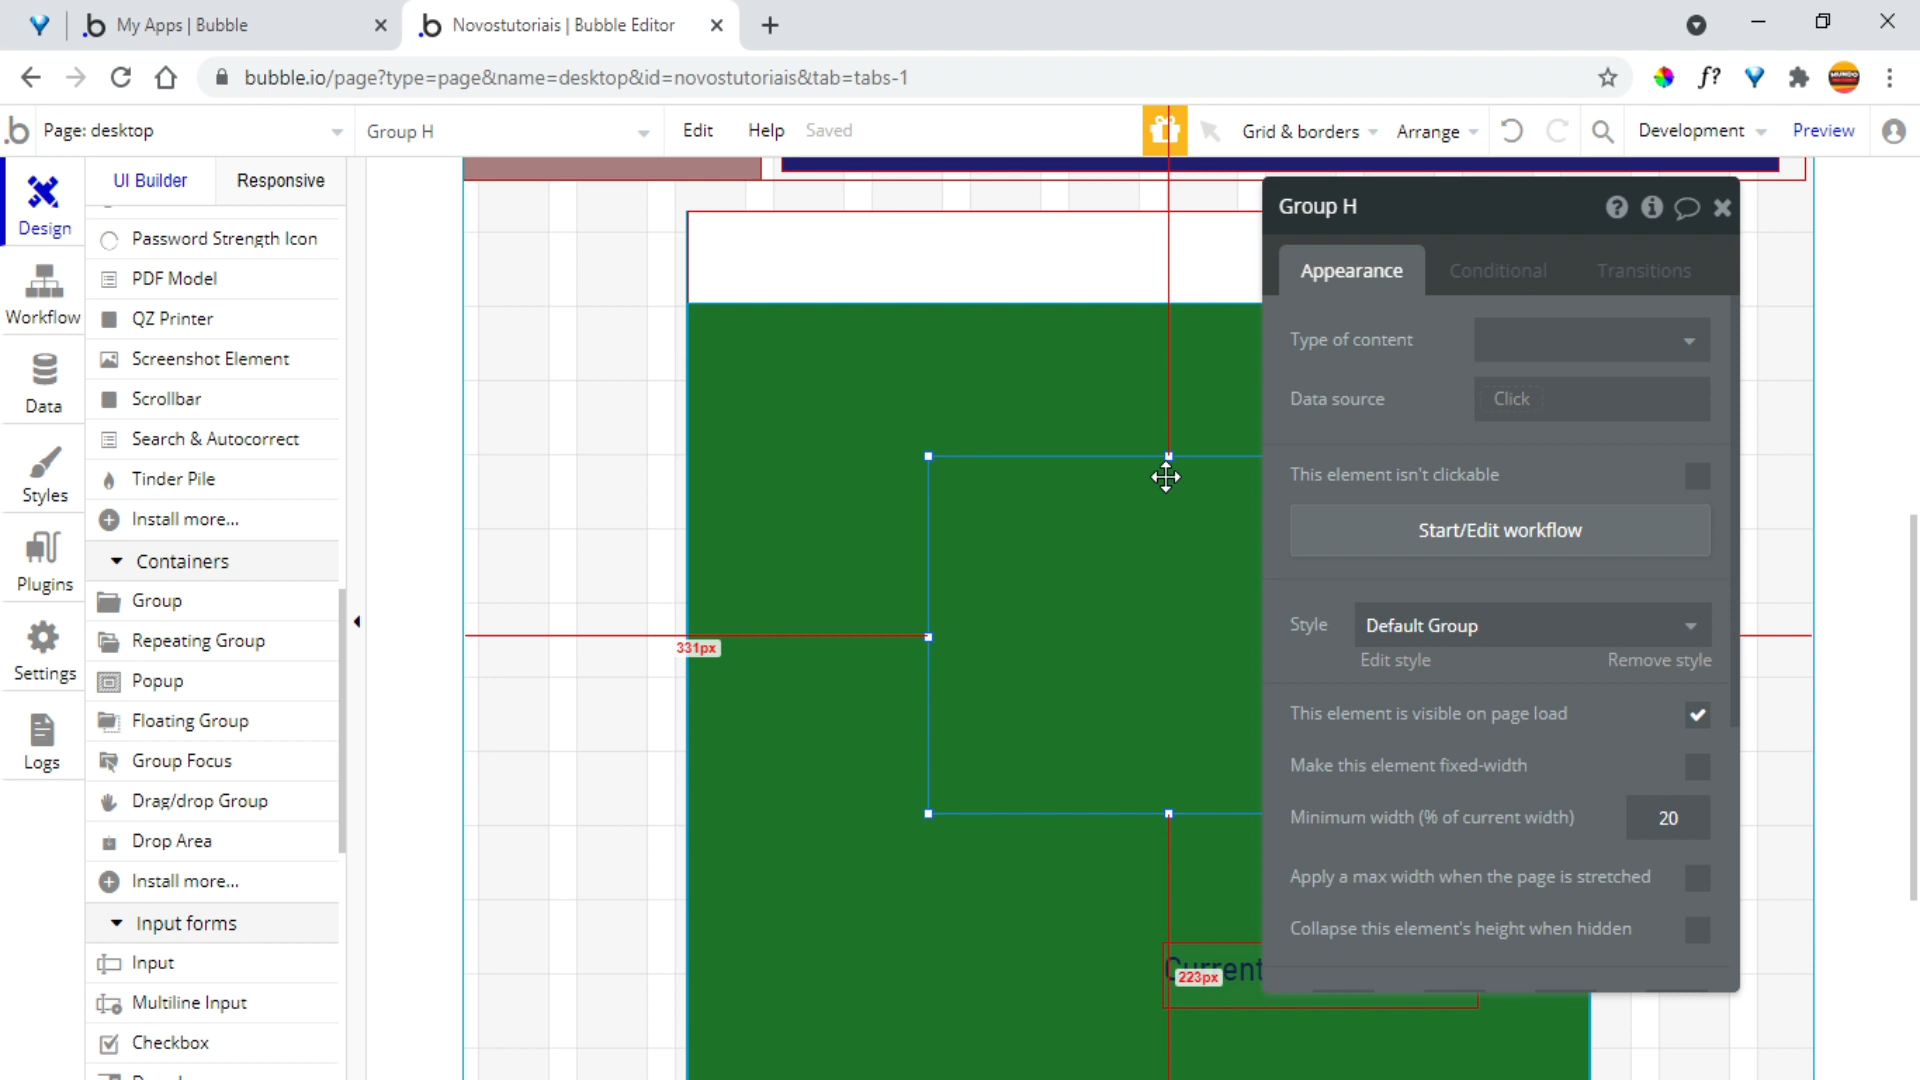 My Apps | Bubble
Novostutoriais | Bubble Editor
bubble.io/page?type=page&name=desktop&id=novostutoriais&tab=tabs-1
f?
MUNDO
Page: desktop
Group H
Edit
Help
Saved
Grid & borders
Arrange
Development
Preview
UI Builder
Responsive
Design
Workflow
Data
Styles
Plugins
Settings
Logs
Password Strength Icon
PDF Model
QZ Printer
Screenshot Element
Scrollbar
Search & Autocorrect
Tinder Pile
Install more...
Containers
Group
Repeating Group
Popup
Floating Group
Group Focus
Drag/drop Group
Drop Area
Install more...
Input forms
Input
Multiline Input
Checkbox
331px
Current
223px
Group H
Appearance
Conditional
Transitions
Type of content
Data source
Click
This element isn't clickable
Start/Edit workflow
Style
Default Group
Edit style
Remove style
This element is visible on page load
Make this element fixed-width
Minimum width (% of current width)
20
Apply a max width when the page is stretched
Collapse this element's height when hidden